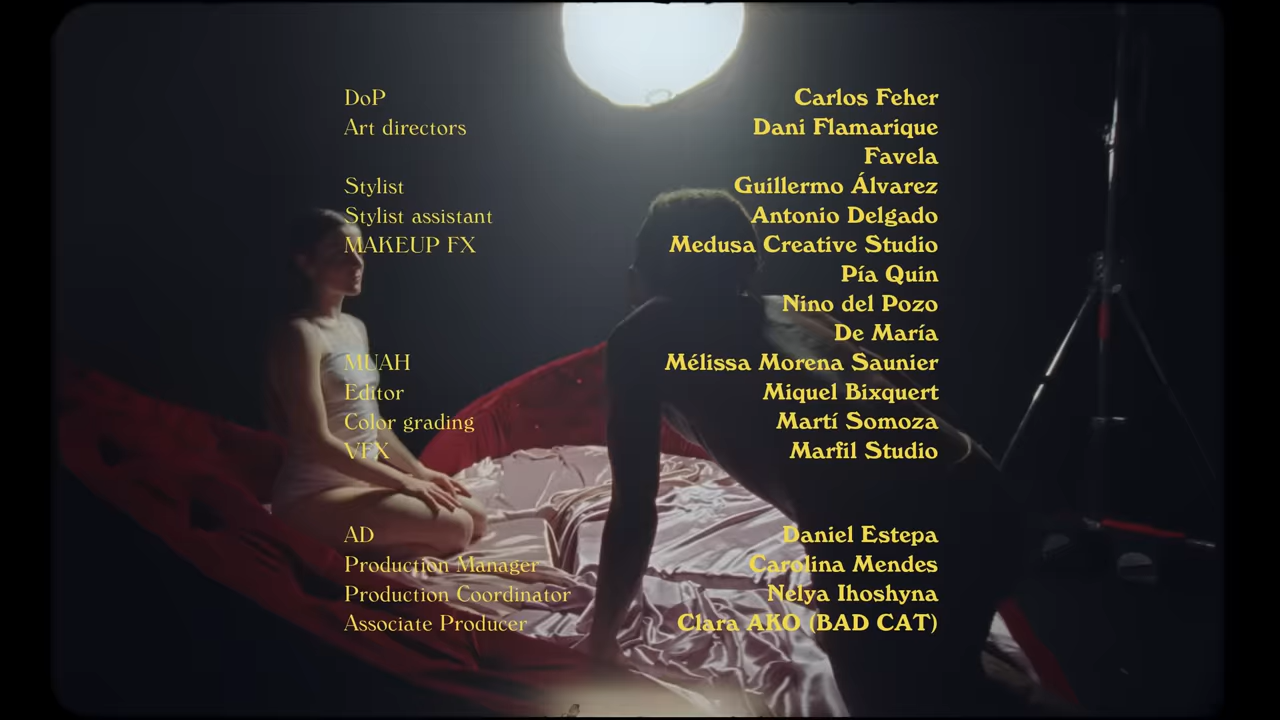 DoP Carlos Feher
Art directors Dani Flamarique
Favela
Stylist Guillermo Álvarez
Stylist assistant Antonio Delgado
MAKEUP FX Medusa Creative Studio
Pía Quin
Nino del Pozo
De María
MUAH Mélissa Morena Saunier
Editor Miquel Bixquert
Color grading Martí Somoza
VFX Marfil Studio
AD Daniel Estepa
Production Manager Carolina Mendes
Production Coordinator Nelya Ihoshyna
Associate Producer Clara AKO (BAD CAT)